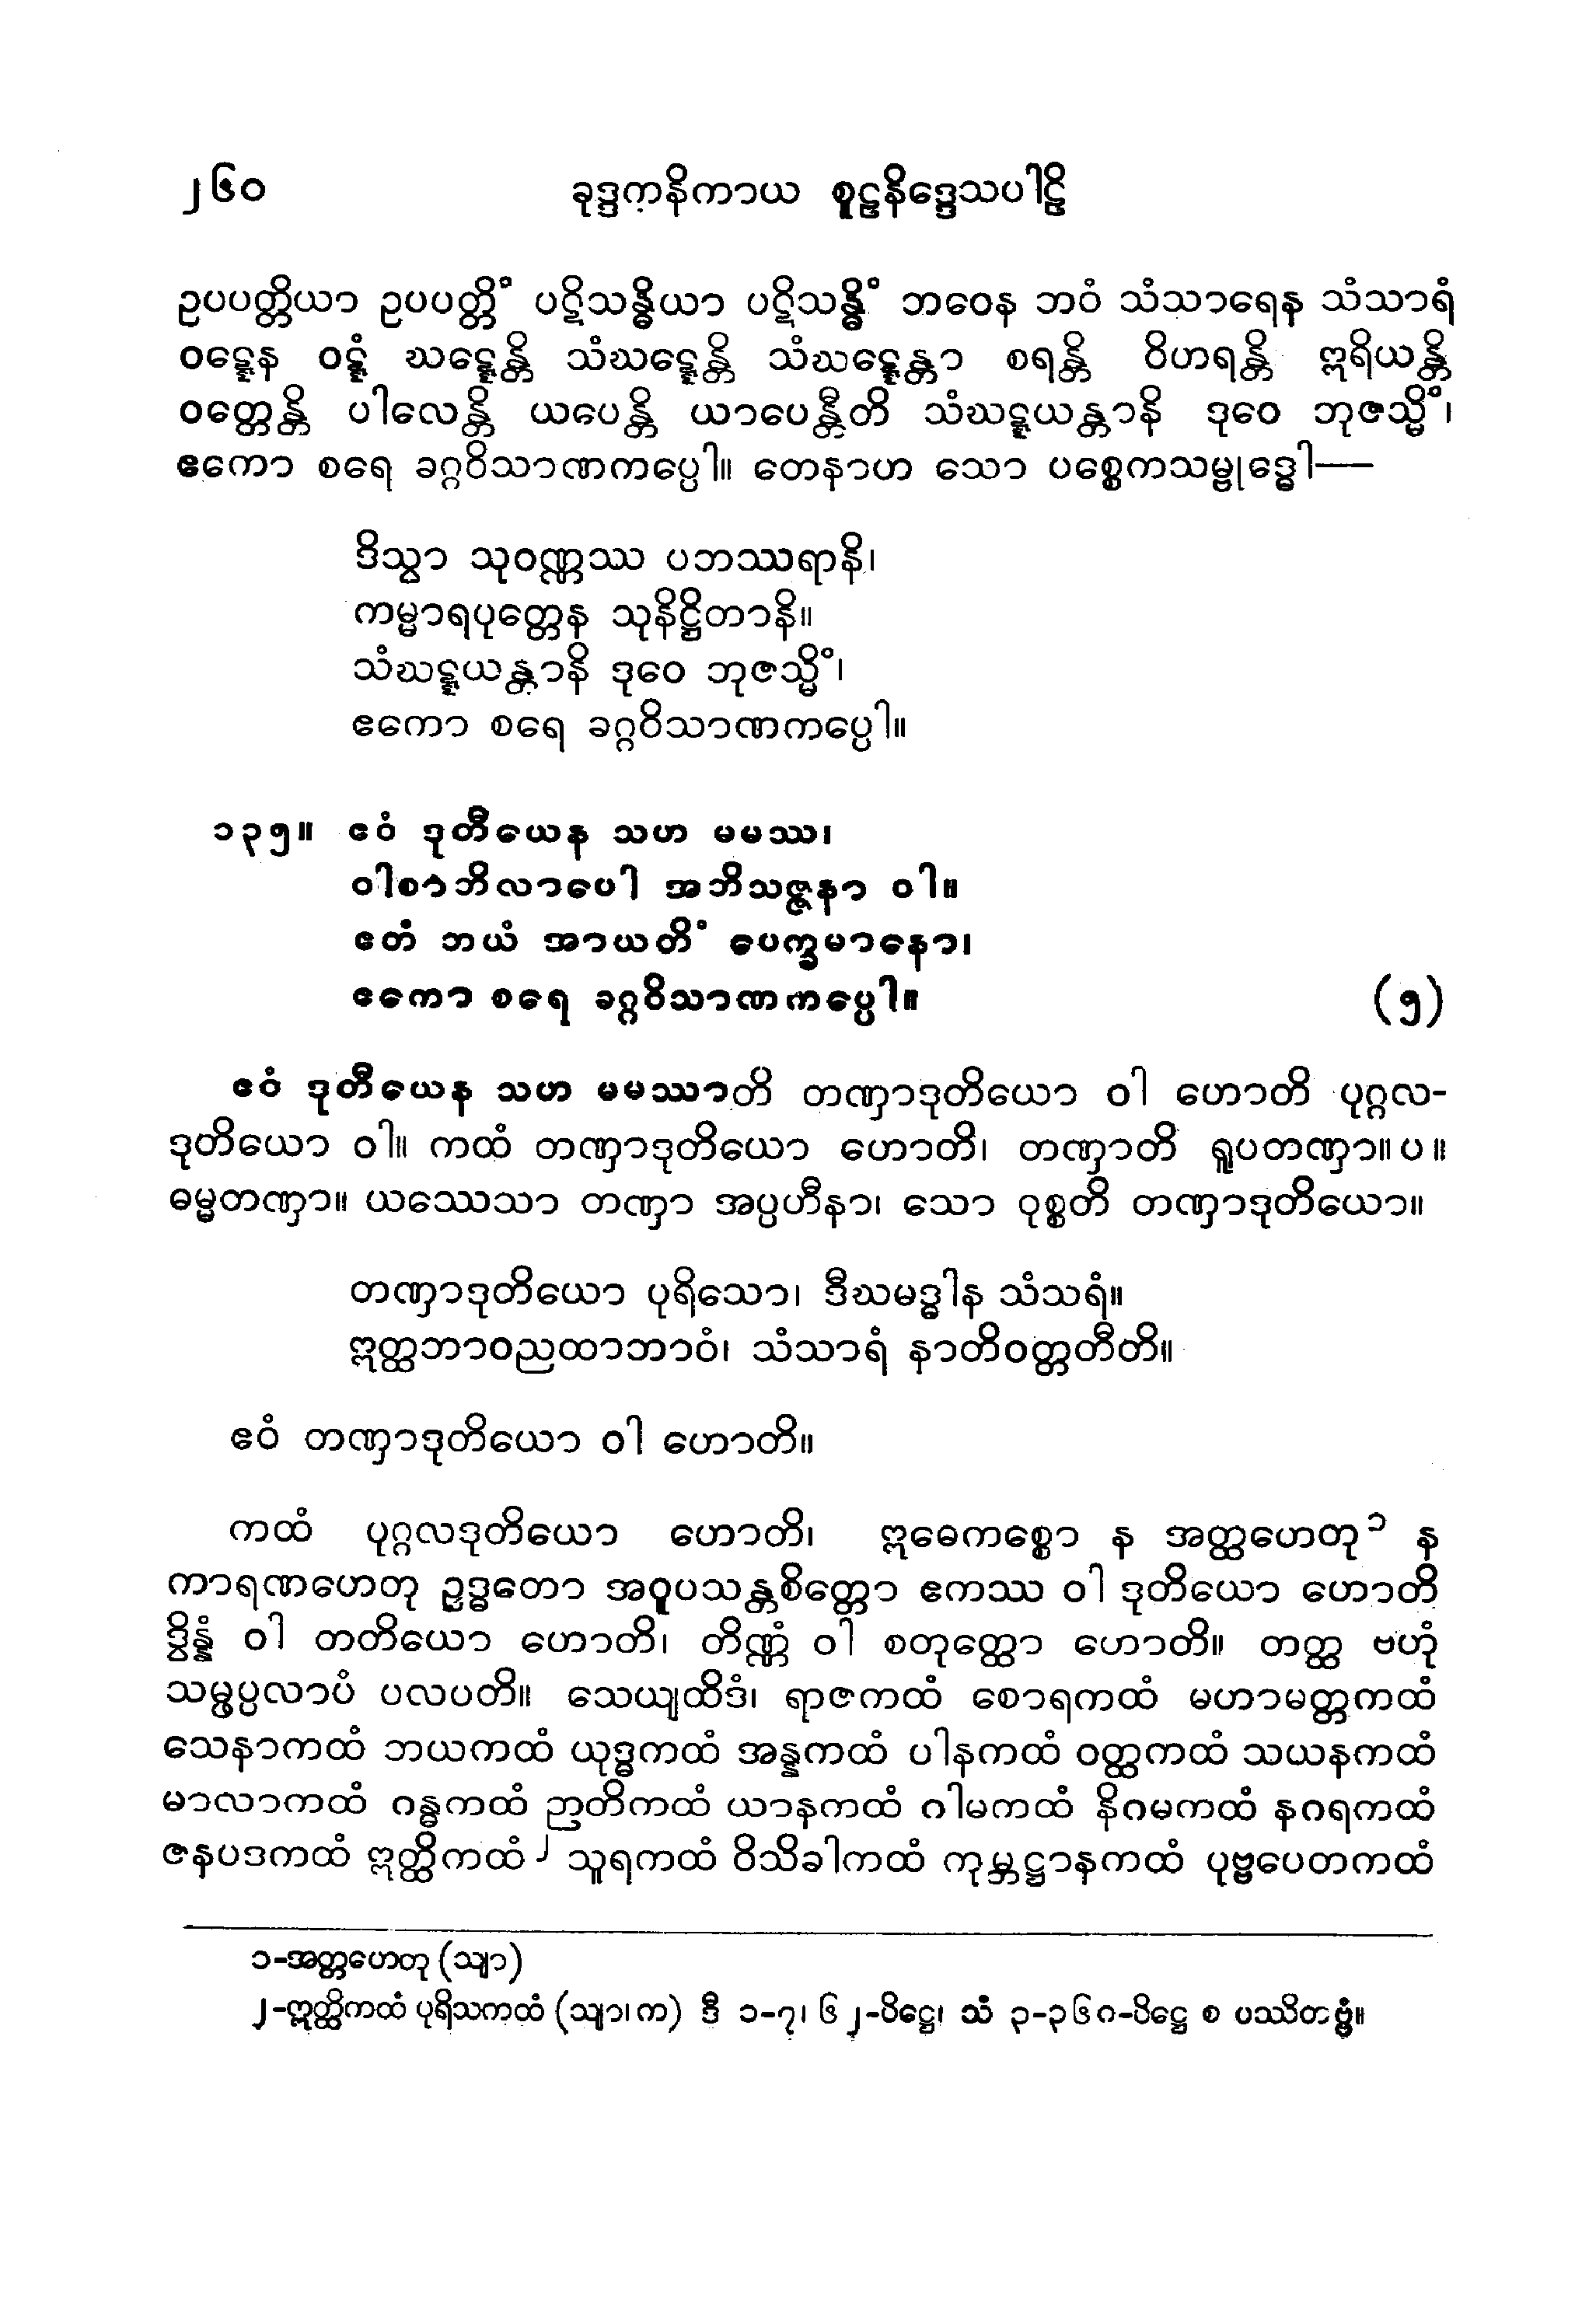 ၂၆၀ ခုဒ္ဒကနိကာယ စူဠနိဒ္ဒေသပါဠိ
ဥပပတ္တိယာ ဥပပတ္တိံ ပဋိသန္ဓိယာ ပဋိသန္ဓိံ ဘဝေန ဘဝံ သံသာရေန သံသာရံ
ဝဋ္ဋေန ဝဋ္ဋံ ဃဋ္ဋေန္တိ သံဃဋ္ဋေန္တိ သံဃဋ္ဋေန္တာ စရန္တိ ဝိဟရန္တိ ဣရိယန္တိ
ဝတ္တေန္တိ ပါလေန္တိ ယပေန္တိ ယာပေန္တီတိ သံဃဋ္ဋယန္တာနိ ဒုဝေ ဘုဇသ္မိံ၊
ဧကော စရေ ခဂ္ဂဝိသာဏကပ္ပေါ။ တေနာဟ သော ပစ္စေကသမ္ဗုဒ္ဓေါ—
ဒိသွာ သုဝဏ္ဏဿ ပဘဿရာနိ၊
ကမ္မာရပုတ္တေန သုနိဋ္ဌိတာနိ။
သံဃဋ္ဋယန္တာနိ ဒုဝေ ဘုဇသ္မိံ၊
ဧကော စရေ ခဂ္ဂဝိသာဏကပ္ပေါ။
၁၃၅။ ဧဝံ ဒုတီယေန သဟ မမဿ၊
ဝါစာဘိလာပေါ အဘိသဇ္ဇနာ ဝါ။
ဧတံ ဘယံ အာယတိံ ပေက္ခမာနော၊
ဧကော စရေ ခဂ္ဂဝိသာဏကပ္ပေါ။ (၅)
ဧဝံ ဒုတီယေန သဟ မမဿာတိ တဏှာဒုတိယော ဝါ ဟောတိ ပုဂ္ဂလ-
ဒုတိယော ဝါ။ ကထံ တဏှာဒုတိယော ဟောတိ၊ တဏှာတိ ရူပတဏှာ။ ပ ။
ဓမ္မတဏှာ။ ယဿေသာ တဏှာ အပ္ပဟီနာ၊ သော ဝုစ္စတိ တဏှာဒုတိယော။
တဏှာဒုတိယော ပုရိသော၊ ဒီဃမဒ္ဓါန သံသရံ။
ဣတ္ထဘာဝညထာဘာဝံ၊ သံသာရံ နာတိဝတ္တတီတိ။
ဧဝံ တဏှာဒုတိယော ဝါ ဟောတိ။
ကထံ ပုဂ္ဂလဒုတိယော ဟောတိ၊ ဣဓေကစ္စော န အတ္ထဟေတု ၁ န
ကာရဏဟေတု ဥဒ္ဓတော အဝူပသန္တစိတ္တော ဧကဿ ဝါ ဒုတိယော ဟောတိ
ဒွိန္နံ ဝါ တတိယော ဟောတိ၊ တိဏ္ဏံ ဝါ စတုတ္ထော ဟောတိ။ တတ္ထ ဗဟုံ
သမ္ဖပ္ပလာပံ ပလပတိ။ သေယျထိဒံ၊ ရာဇကထံ စောရကထံ မဟာမတ္တကထံ
သေနာကထံ ဘယကထံ ယုဒ္ဓကထံ အန္နကထံ ပါနကထံ ဝတ္ထကထံ သယနကထံ
မာလာကထံ ဂန္ဓကထံ ဉာတိကထံ ယာနကထံ ဂါမကထံ နိဂမကထံ နဂရကထံ
ဇနပဒကထံ ဣတ္ထိကထံ ၂ သူရကထံ ဝိသိခါကထံ ကုမ္ဘဋ္ဌာနကထံ ပုဗ္ဗပေတကထံ
၁-အတ္တဟေတု (သျာ)
၂-ဣတ္ထိကထံ ပုရိသကထံ (သျာ၊ က) ဒီ ၁-၇၊ ၆၂-ပိဋ္ဌေ၊ သံ ၃-၃၆၈-ပိဋ္ဌေ စ ပဿိတဗ္ဗံ။